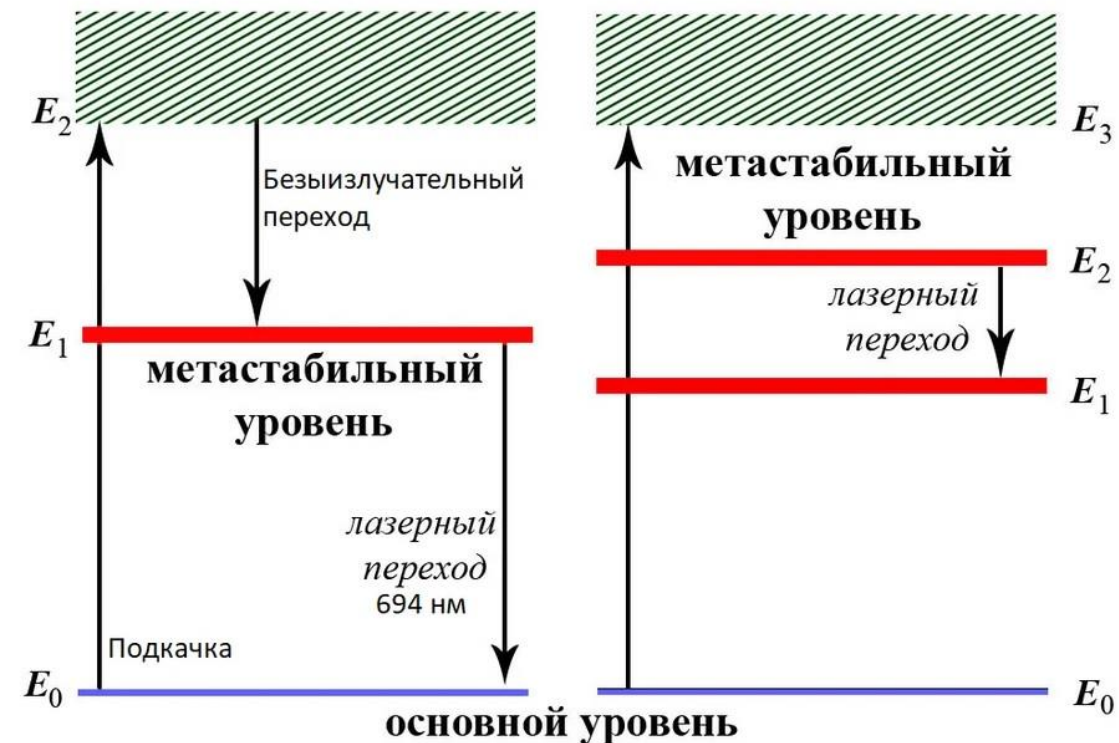 E₂
Безыизлучательный
переход
E₁
метастабильный
уровень
лазерный
переход
694 нм
Подкачка
E₀
E₃
метастабильный
уровень
E₂
лазерный
переход
E₁
E₀
основной уровень